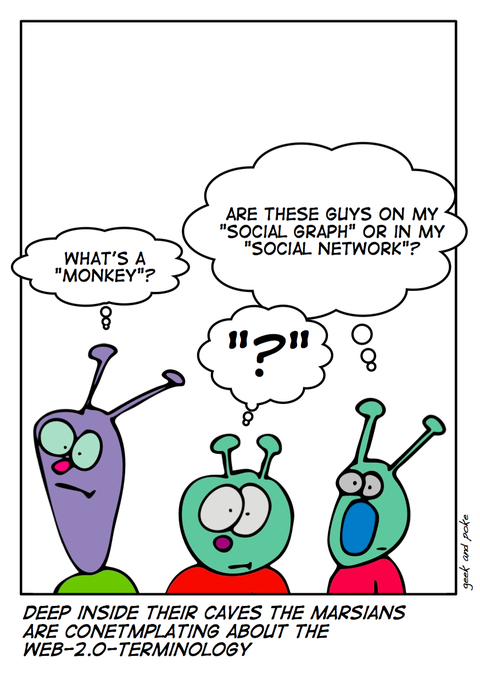 WHAT'S A
"MONKEY"?
ARE THESE GUYS ON MY
"SOCIAL GRAPH" OR IN MY
"SOCIAL NETWORK"?
"?"
geek and poke
DEEP INSIDE THEIR CAVES THE MARSIANS
ARE CONETMPLATING ABOUT THE
WEB-2.0-TERMINOLOGY